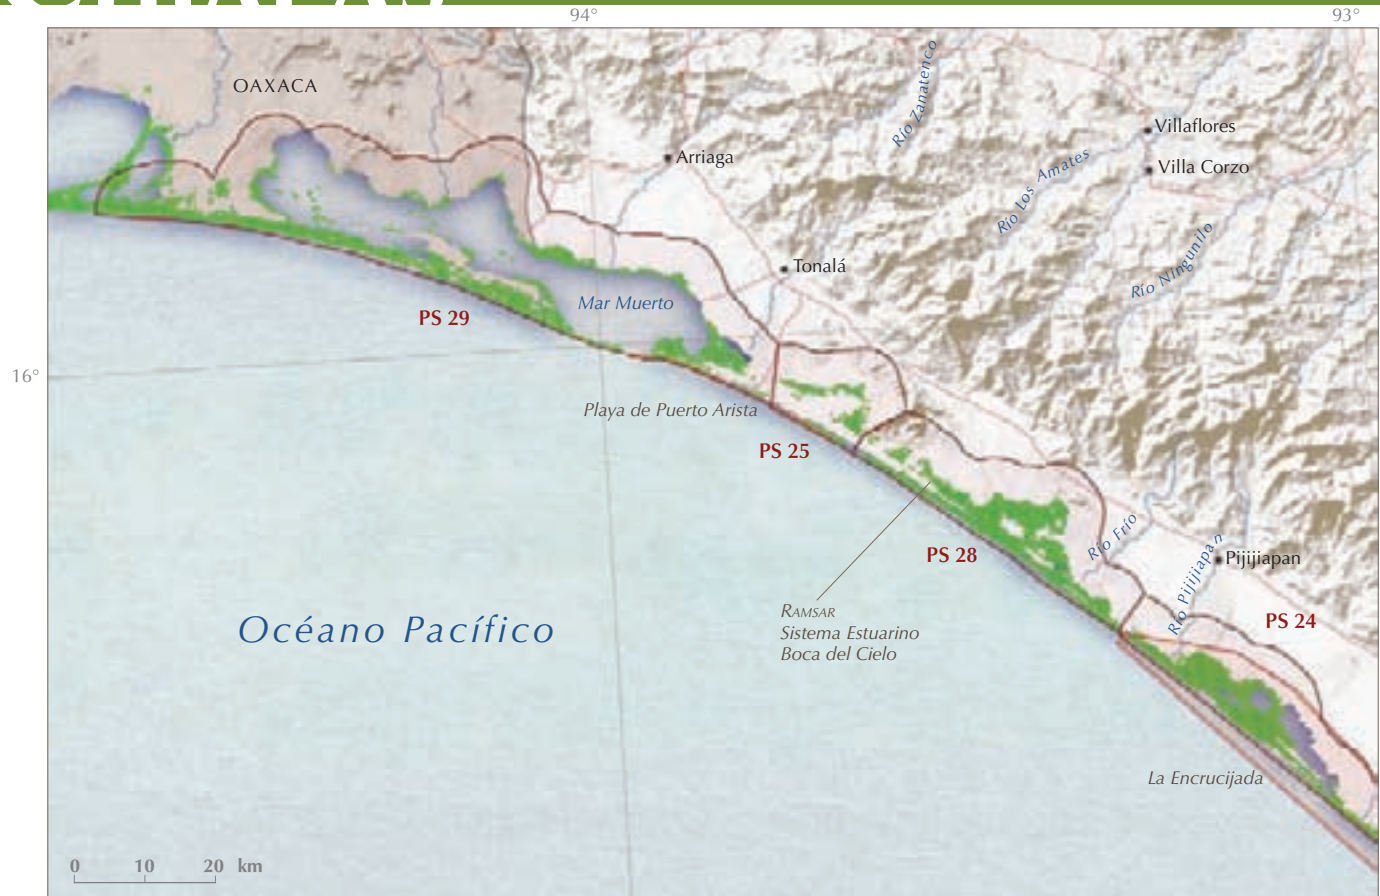 94°
93°
OAXACA
Río Zanatenco
Villaflores
Arriaga
Villa Corzo
Río Los Amates
Tonalá
Río Ningunilo
Mar Muerto
PS 29
16°
Playa de Puerto Arista
PS 25
Río Frío
PS 28
Pijijiapan
Río Pijijiapan
RAMSAR
Sistema Estuarino
Boca del Cielo
PS 24
Océano Pacífico
La Encrucijada
0 10 20 km